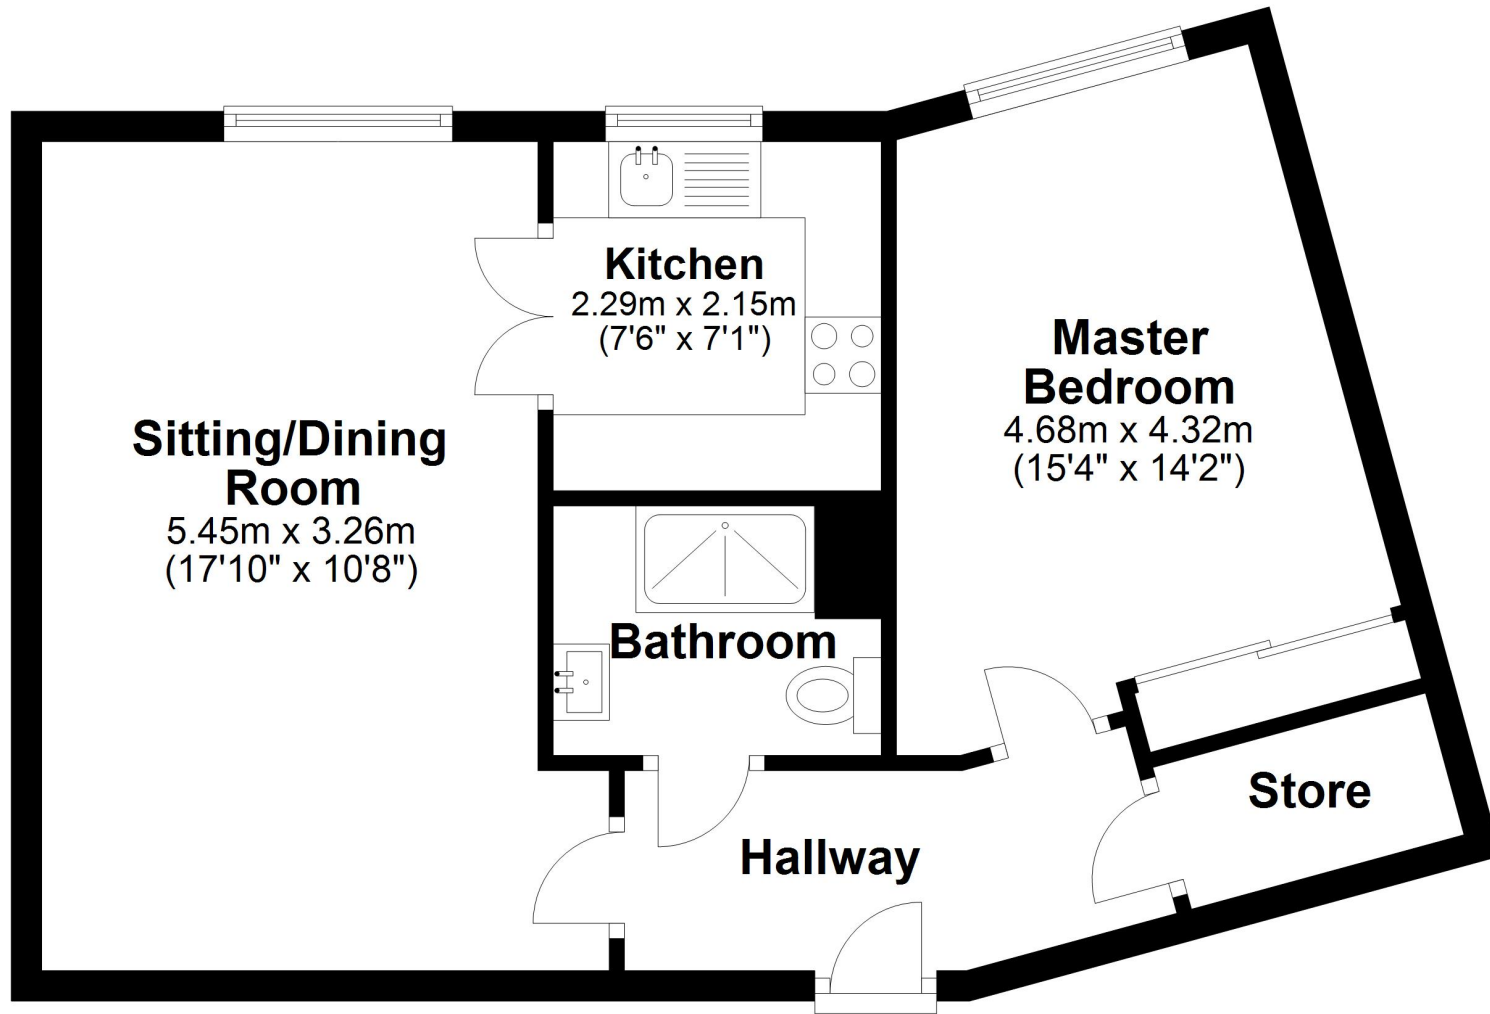 Kitchen
2.29m x 2.15m
(7'6" x 7'1")
Master
Bedroom
4.68m x 4.32m
(15'4" x 14'2")
Sitting/Dining
Room
5.45m x 3.26m
(17'10" x 10'8")
Bathroom
Store
Hallway